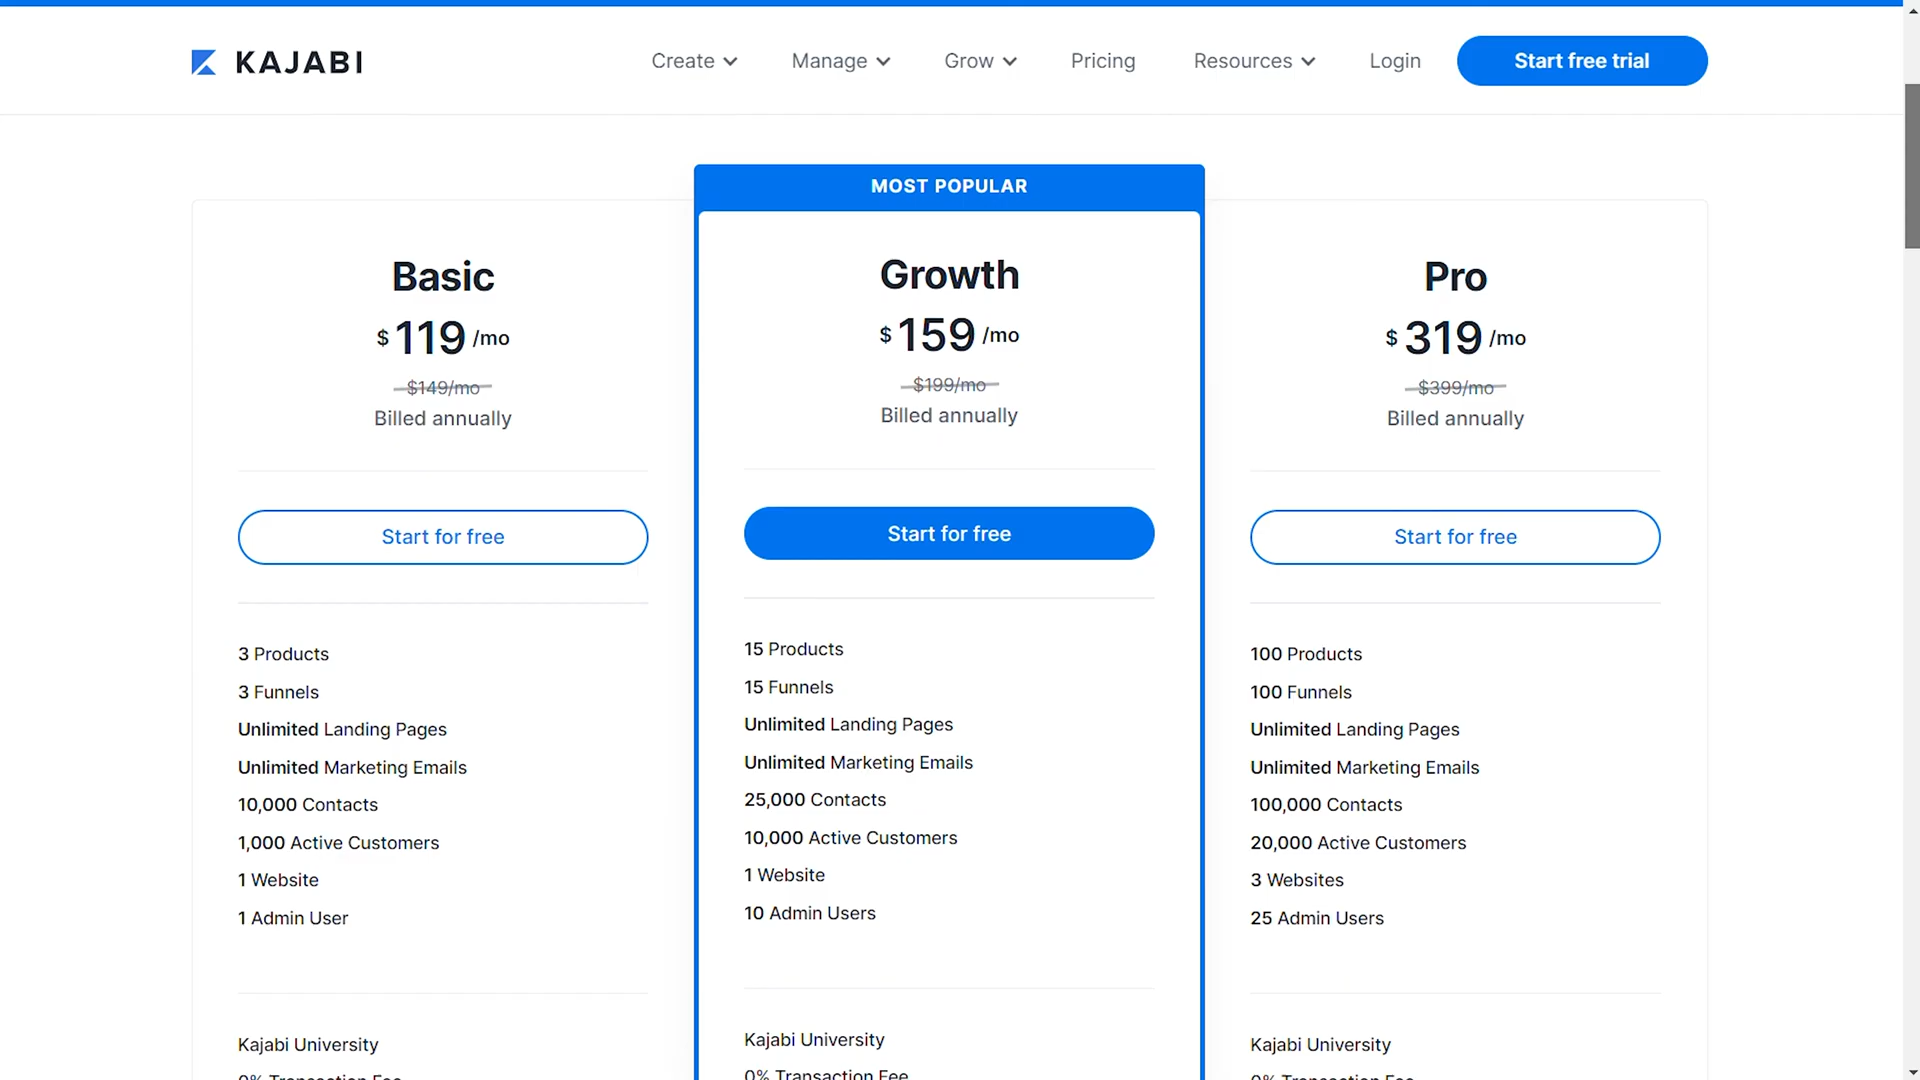 KAJABI
Create
Manage
Grow
Pricing
Resources
Login
Start free trial
Basic
$ 119 /mo
$149/mo
Billed annually
Start for free
3 Products
3 Funnels
Unlimited Landing Pages
Unlimited Marketing Emails
10,000 Contacts
1,000 Active Customers
1 Website
1 Admin User
Kajabi University
0% Transaction Fee
MOST POPULAR
Growth
$ 159 /mo
$199/mo
Billed annually
Start for free
15 Products
15 Funnels
Unlimited Landing Pages
Unlimited Marketing Emails
25,000 Contacts
10,000 Active Customers
1 Website
10 Admin Users
Kajabi University
0% Transaction Fee
Pro
$ 319 /mo
$399/mo
Billed annually
Start for free
100 Products
100 Funnels
Unlimited Landing Pages
Unlimited Marketing Emails
100,000 Contacts
20,000 Active Customers
3 Websites
25 Admin Users
Kajabi University
0% Transaction Fee